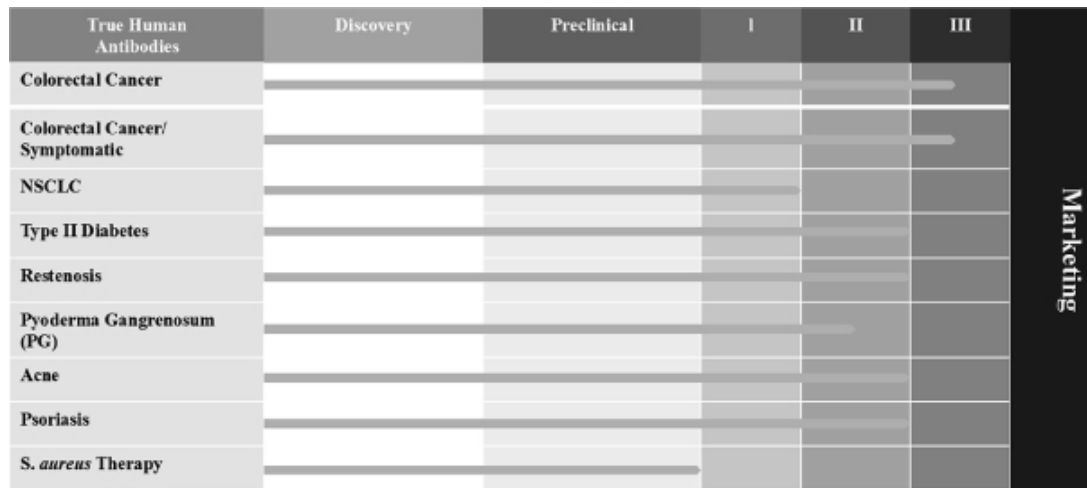 True Human
Antibodies
Discovery
Preclinical
I
II
III
Colorectal Cancer
Colorectal Cancer/
Symptomatic
NSCLC
Type II Diabetes
Restenosis
Pyoderma Gangrenosum
(PG)
Acne
Psoriasis
S. aureus Therapy
Marketing